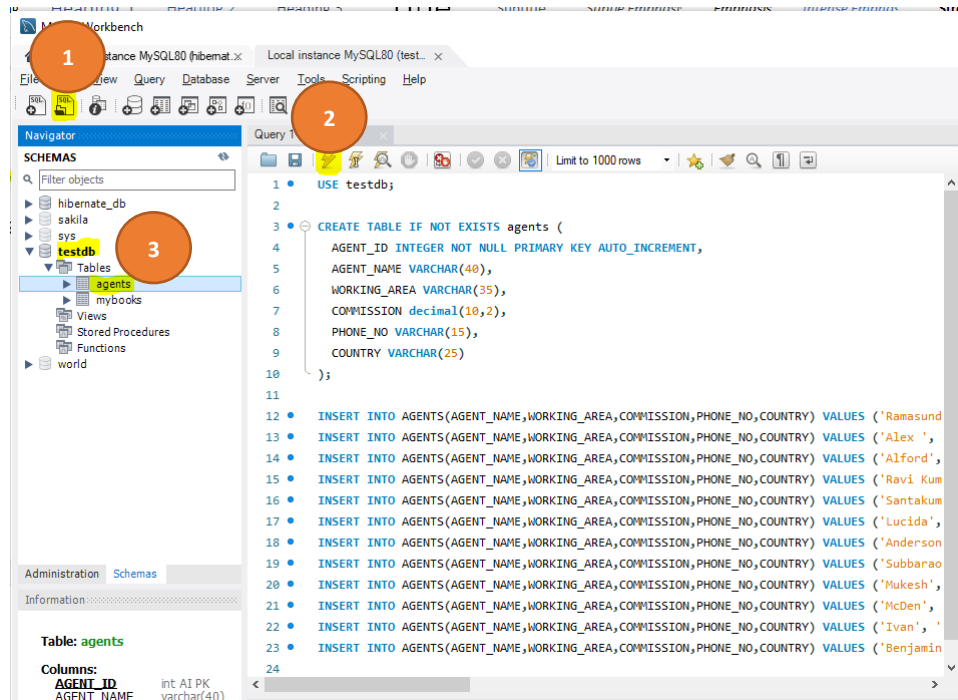 Workbench
stance MySQL80 (hibernat.x
Local instance MySQL80 (test... x
1
File
View Query Database Server Tools Scripting Help
2
Navigator
Query 1
SCHEMAS
Limit to 1000 rows
Filter objects
hibernate_db
sakila
sys
testdb
3
Tables
agents
mybooks
Views
Stored Procedures
Functions
world
1 USE testdb;
2
3 CREATE TABLE IF NOT EXISTS agents (
4 AGENT_ID INTEGER NOT NULL PRIMARY KEY AUTO_INCREMENT,
5 AGENT_NAME VARCHAR(40),
6 WORKING_AREA VARCHAR(35),
7 COMMISSION decimal(10,2),
8 PHONE_NO VARCHAR(15),
9 COUNTRY VARCHAR(25)
10 );
11
12 INSERT INTO AGENTS(AGENT_NAME,WORKING_AREA,COMMISSION,PHONE_NO,COUNTRY) VALUES ('Ramasund
13 INSERT INTO AGENTS(AGENT_NAME,WORKING_AREA,COMMISSION,PHONE_NO,COUNTRY) VALUES ('Alex ',
14 INSERT INTO AGENTS(AGENT_NAME,WORKING_AREA,COMMISSION,PHONE_NO,COUNTRY) VALUES ('Alford',
15 INSERT INTO AGENTS(AGENT_NAME,WORKING_AREA,COMMISSION,PHONE_NO,COUNTRY) VALUES ('Ravi Kum
16 INSERT INTO AGENTS(AGENT_NAME,WORKING_AREA,COMMISSION,PHONE_NO,COUNTRY) VALUES ('Santakum
17 INSERT INTO AGENTS(AGENT_NAME,WORKING_AREA,COMMISSION,PHONE_NO,COUNTRY) VALUES ('Lucida',
18 INSERT INTO AGENTS(AGENT_NAME,WORKING_AREA,COMMISSION,PHONE_NO,COUNTRY) VALUES ('Anderson
19 INSERT INTO AGENTS(AGENT_NAME,WORKING_AREA,COMMISSION,PHONE_NO,COUNTRY) VALUES ('Subbarao
20 INSERT INTO AGENTS(AGENT_NAME,WORKING_AREA,COMMISSION,PHONE_NO,COUNTRY) VALUES ('Mukesh',
21 INSERT INTO AGENTS(AGENT_NAME,WORKING_AREA,COMMISSION,PHONE_NO,COUNTRY) VALUES ('McDen',
22 INSERT INTO AGENTS(AGENT_NAME,WORKING_AREA,COMMISSION,PHONE_NO,COUNTRY) VALUES ('Ivan', '
23 INSERT INTO AGENTS(AGENT_NAME,WORKING_AREA,COMMISSION,PHONE_NO,COUNTRY) VALUES ('Benjamin
24
Administration Schemas
Information
Table: agents
Columns:
AGENT_ID int AI PK
AGENT_NAME varchar(40)